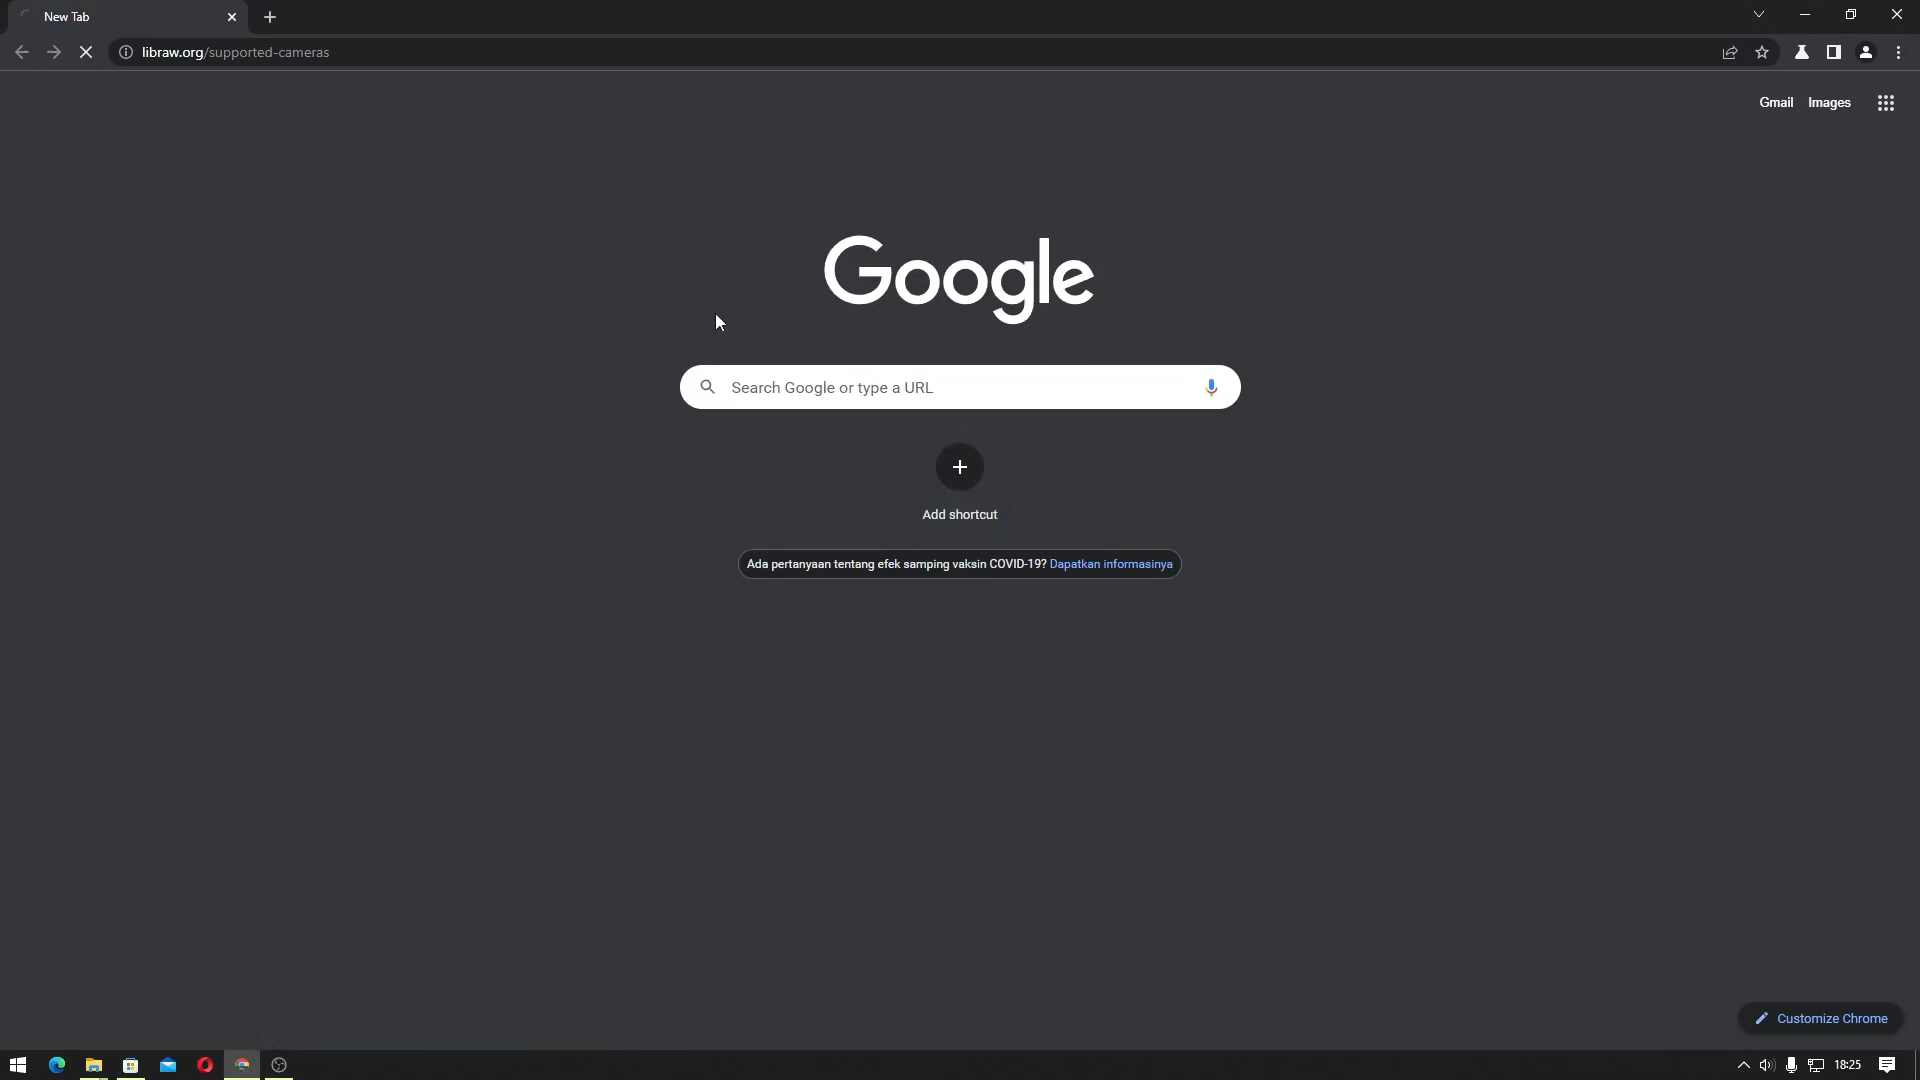 New Tab
libraw.org/supported-cameras
Gmail Images
Google
Search Google or type a URL
Add shortcut
Ada pertanyaan tentang efek samping vaksin COVID-19? Dapatkan informasinya
Customize Chrome
18:25